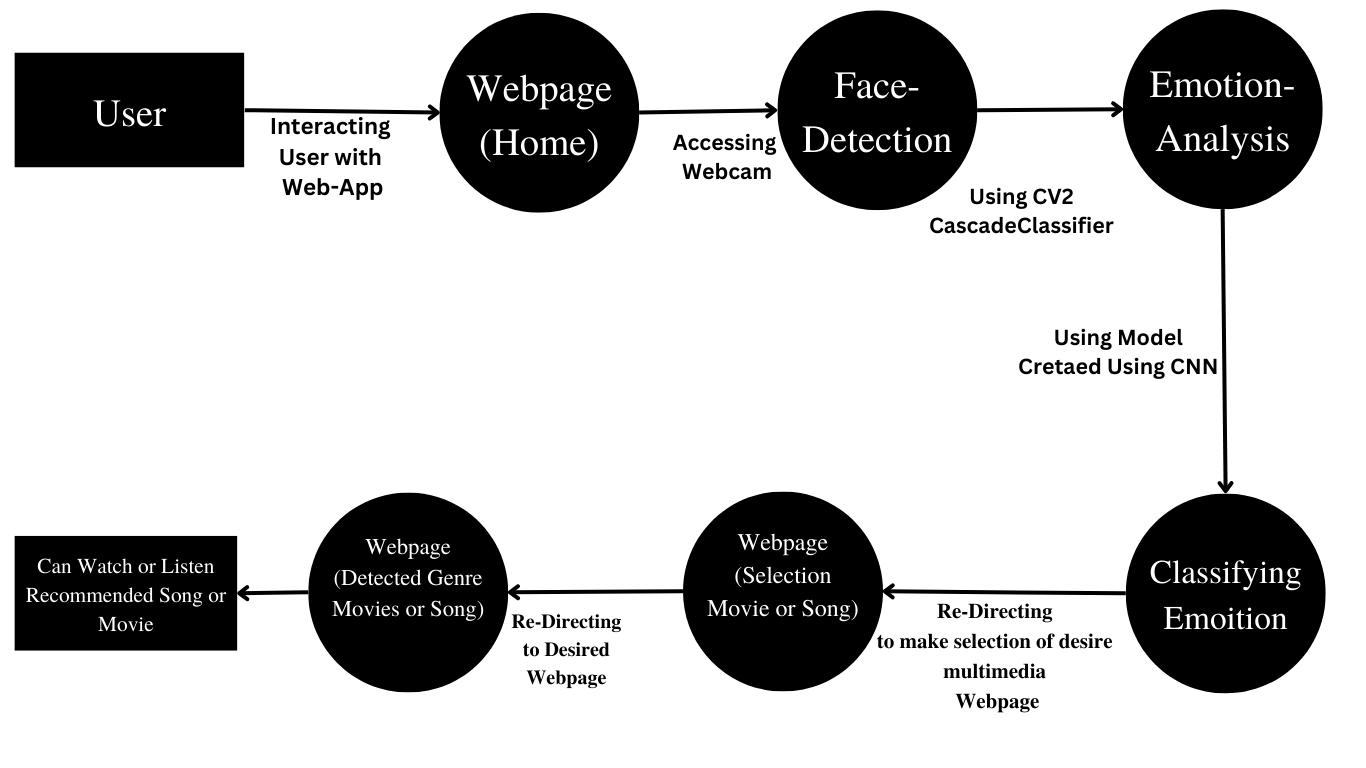 User
Interacting
User with
Web-App
Webpage
(Home)
Accessing
Webcam
Face-
Detection
Using CV2
CascadeClassifier
Emotion-
Analysis
Using Model
Cretaed Using CNN
Classifying
Emoition
Re-Directing
to make selection of desire
multimedia
Webpage
Webpage
(Selection
Movie or Song)
Re-Directing
to Desired
Webpage
Webpage
(Detected Genre
Movies or Song)
Can Watch or Listen
Recommended Song or
Movie